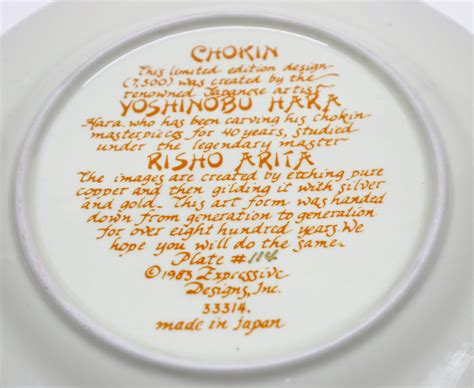 CHOKIN
This limited edition design
(7,500) was created by the
renowned Japanese artist
YOSHINOBU HARA
Hara, who has been carving his chokin
masterpieces for 40 years, studied
under the legendary master
RISHO ARITA
The images are created by etching pure
copper and then gilding it with silver
and gold. This art form was handed
down from generation to generation
for over eight hundred years. We
hope you will do the same.
Plate #114
©1983 Expressive
Designs, Inc.
33314.
made in japan